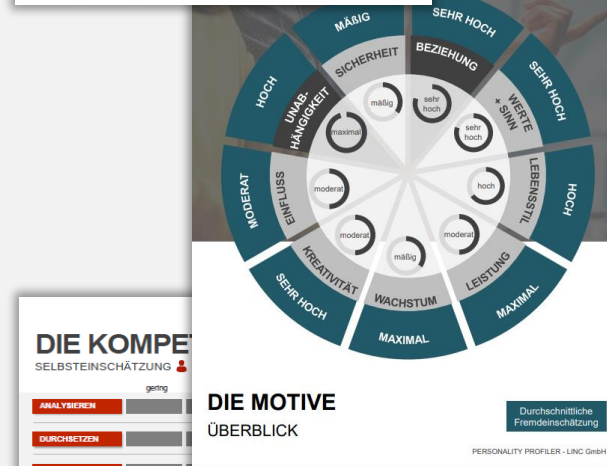 MÄßIG
SEHR HOCH
SEHR HOCH
HOCH
MAXIMAL
MAXIMAL
SEHR HOCH
MODERAT
HOCH
SICHERHEIT
BEZIEHUNG
WERTE
+ SINN
LEBENSSTIL
LEISTUNG
WACHSTUM
KREATIVITÄT
EINFLUSS
UNAB-
HÄNGIGKEIT
mäßig
sehr
hoch
sehr
hoch
hoch
moderat
mäßig
moderat
moderat
maximal
DIE KOMPE
SELBSTEINSCHÄTZUNG
gering
ANALYSIEREN
DURCHSETZEN
DIE MOTIVE
ÜBERBLICK
Durchschnittliche
Fremdeinschätzung
PERSONALITY PROFILER - LINC GmbH